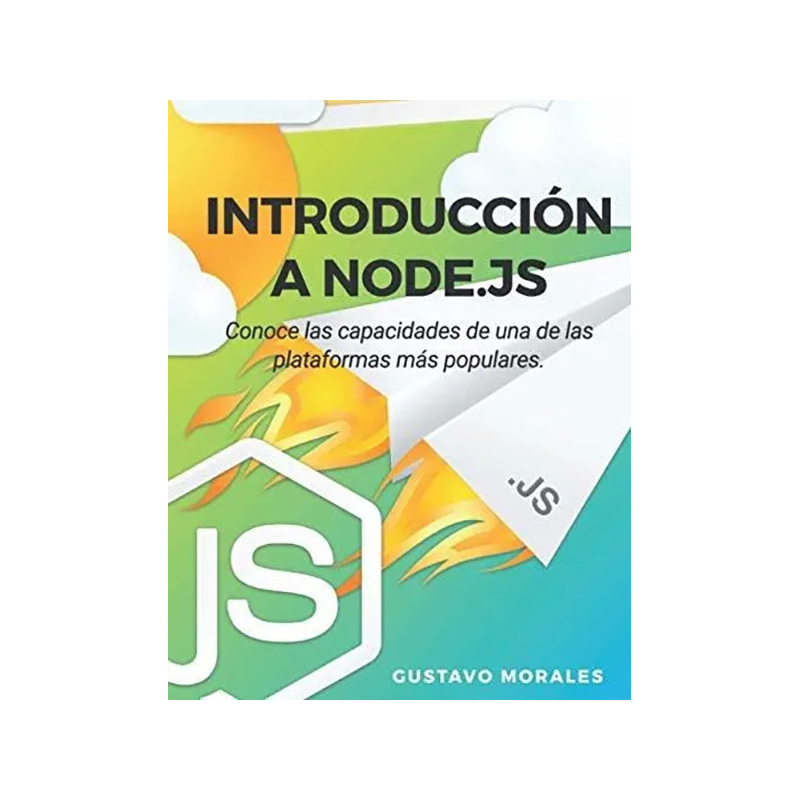 INTRODUCCIÓN
A NODE.JS
Conoce las capacidades de una de las
plataformas más populares.
.JS
JS
GUSTAVO MORALES